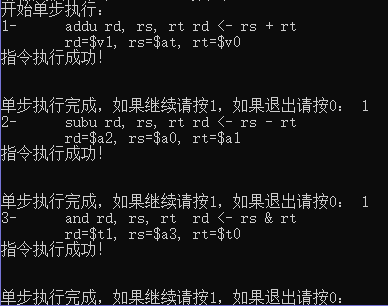 开始单步执行：
1-      addu rd, rs, rt rd <- rs + rt
        rd=$v1, rs=$at, rt=$v0
指令执行成功!
单步执行完成，如果继续请按1，如果退出请按0： 1
2-      subu rd, rs, rt rd <- rs - rt
        rd=$a2, rs=$a0, rt=$a1
指令执行成功!
单步执行完成，如果继续请按1，如果退出请按0： 1
3-      and rd, rs, rt  rd <- rs & rt
        rd=$t1, rs=$a3, rt=$t0
指令执行成功!
单步执行完成，如果继续请按1，如果退出请按0：